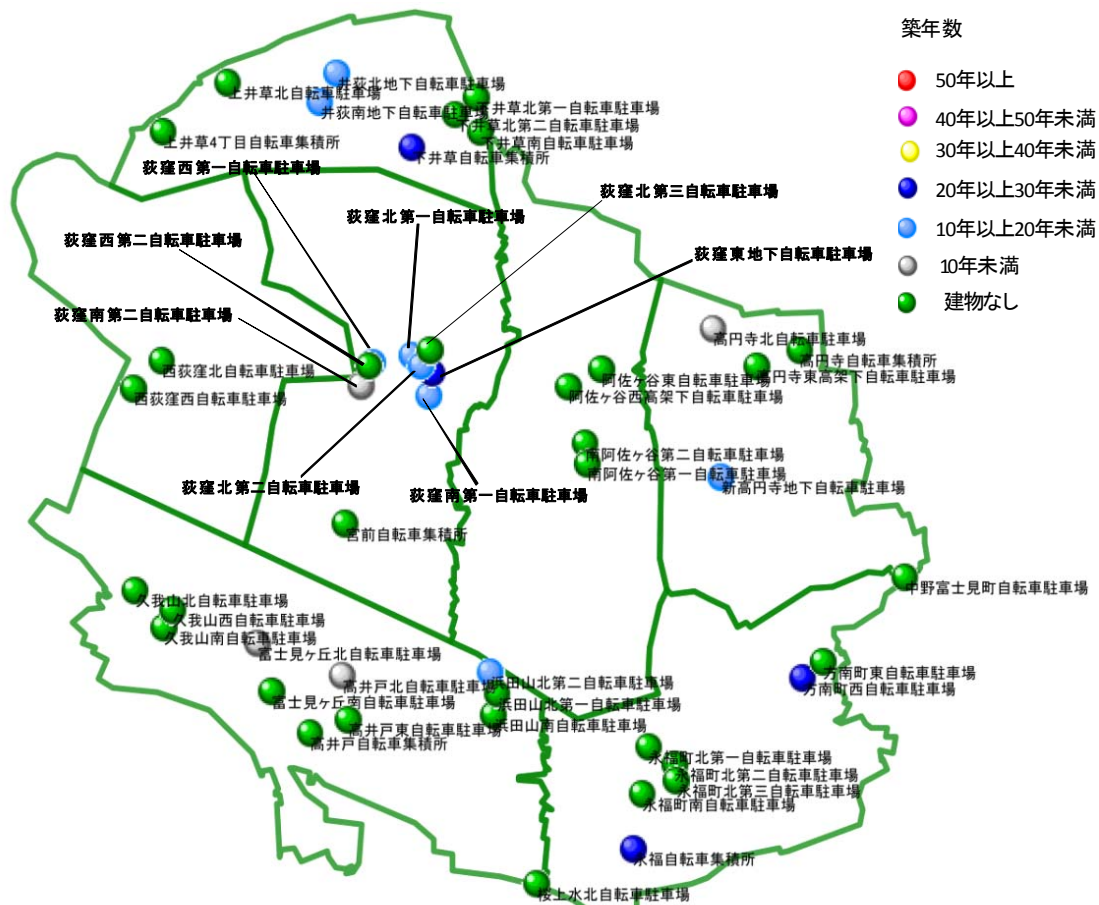 築年数
50年以上
40年以上50年未満
30年以上40年未満
20年以上30年未満
10年以上20年未満
10年未満
建物なし
井荻北地下自転車駐車場
上井草北自転車駐車場
井荻南地下自転車駐車場
下井草北第一自転車駐車場
下井草北第二自転車駐車場
下井草南自転車駐車場
上井草4丁目自転車集積所
下井草自転車集積所
荻窪西第一自転車駐車場
荻窪北第三自転車駐車場
荻窪北第一自転車駐車場
荻窪西第二自転車駐車場
荻窪東地下自転車駐車場
荻窪南第二自転車駐車場
高円寺北自転車駐車場
高円寺自転車集積所
高円寺東高架下自転車駐車場
西荻窪北自転車駐車場
西荻窪西自転車駐車場
阿佐ヶ谷東自転車駐車場
阿佐ヶ谷西高架下自転車駐車場
南阿佐ヶ谷第二自転車駐車場
南阿佐ヶ谷第一自転車駐車場
新高円寺地下自転車駐車場
荻窪北第二自転車駐車場
荻窪南第一自転車駐車場
宮前自転車集積所
中野富士見町自転車駐車場
久我山北自転車駐車場
久我山西自転車駐車場
久我山南自転車駐車場
富士見ヶ丘北自転車駐車場
方南町東自転車駐車場
方南町西自転車駐車場
高井戸北自転車駐車場
浜田山北第二自転車駐車場
富士見ヶ丘南自転車駐車場
浜田山北第一自転車駐車場
高井戸東自転車駐車場
浜田山南自転車駐車場
高井戸自転車集積所
永福町北第一自転車駐車場
永福町北第二自転車駐車場
永福町北第三自転車駐車場
永福町南自転車駐車場
永福自転車集積所
桜上水北自転車駐車場